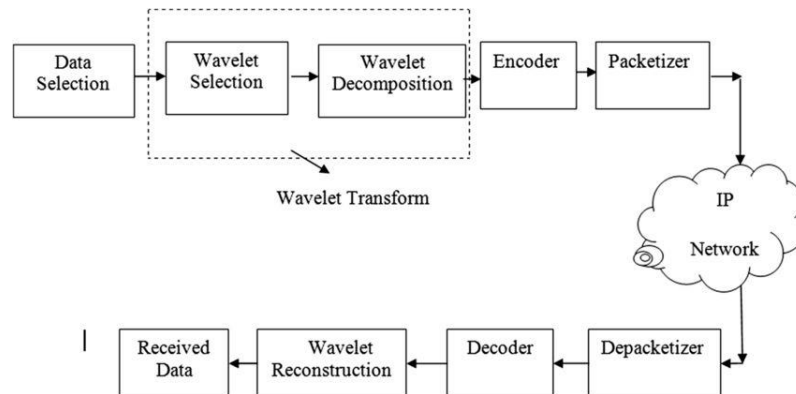 Data
Selection
Wavelet
Selection
Wavelet
Decomposition
Encoder
Packetizer
Wavelet Transform
IP
Network
Received
Data
Wavelet
Reconstruction
Decoder
Depacketizer